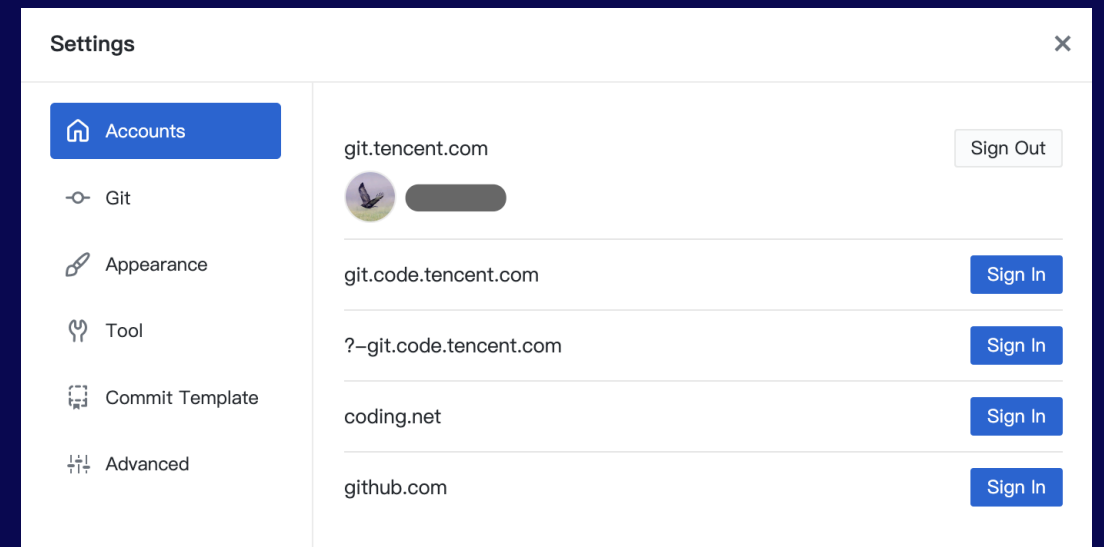 Settings
Accounts
Git
Appearance
Tool
Commit Template
Advanced
git.tencent.com
Sign Out
git.code.tencent.com
Sign In
?-git.code.tencent.com
Sign In
coding.net
Sign In
github.com
Sign In